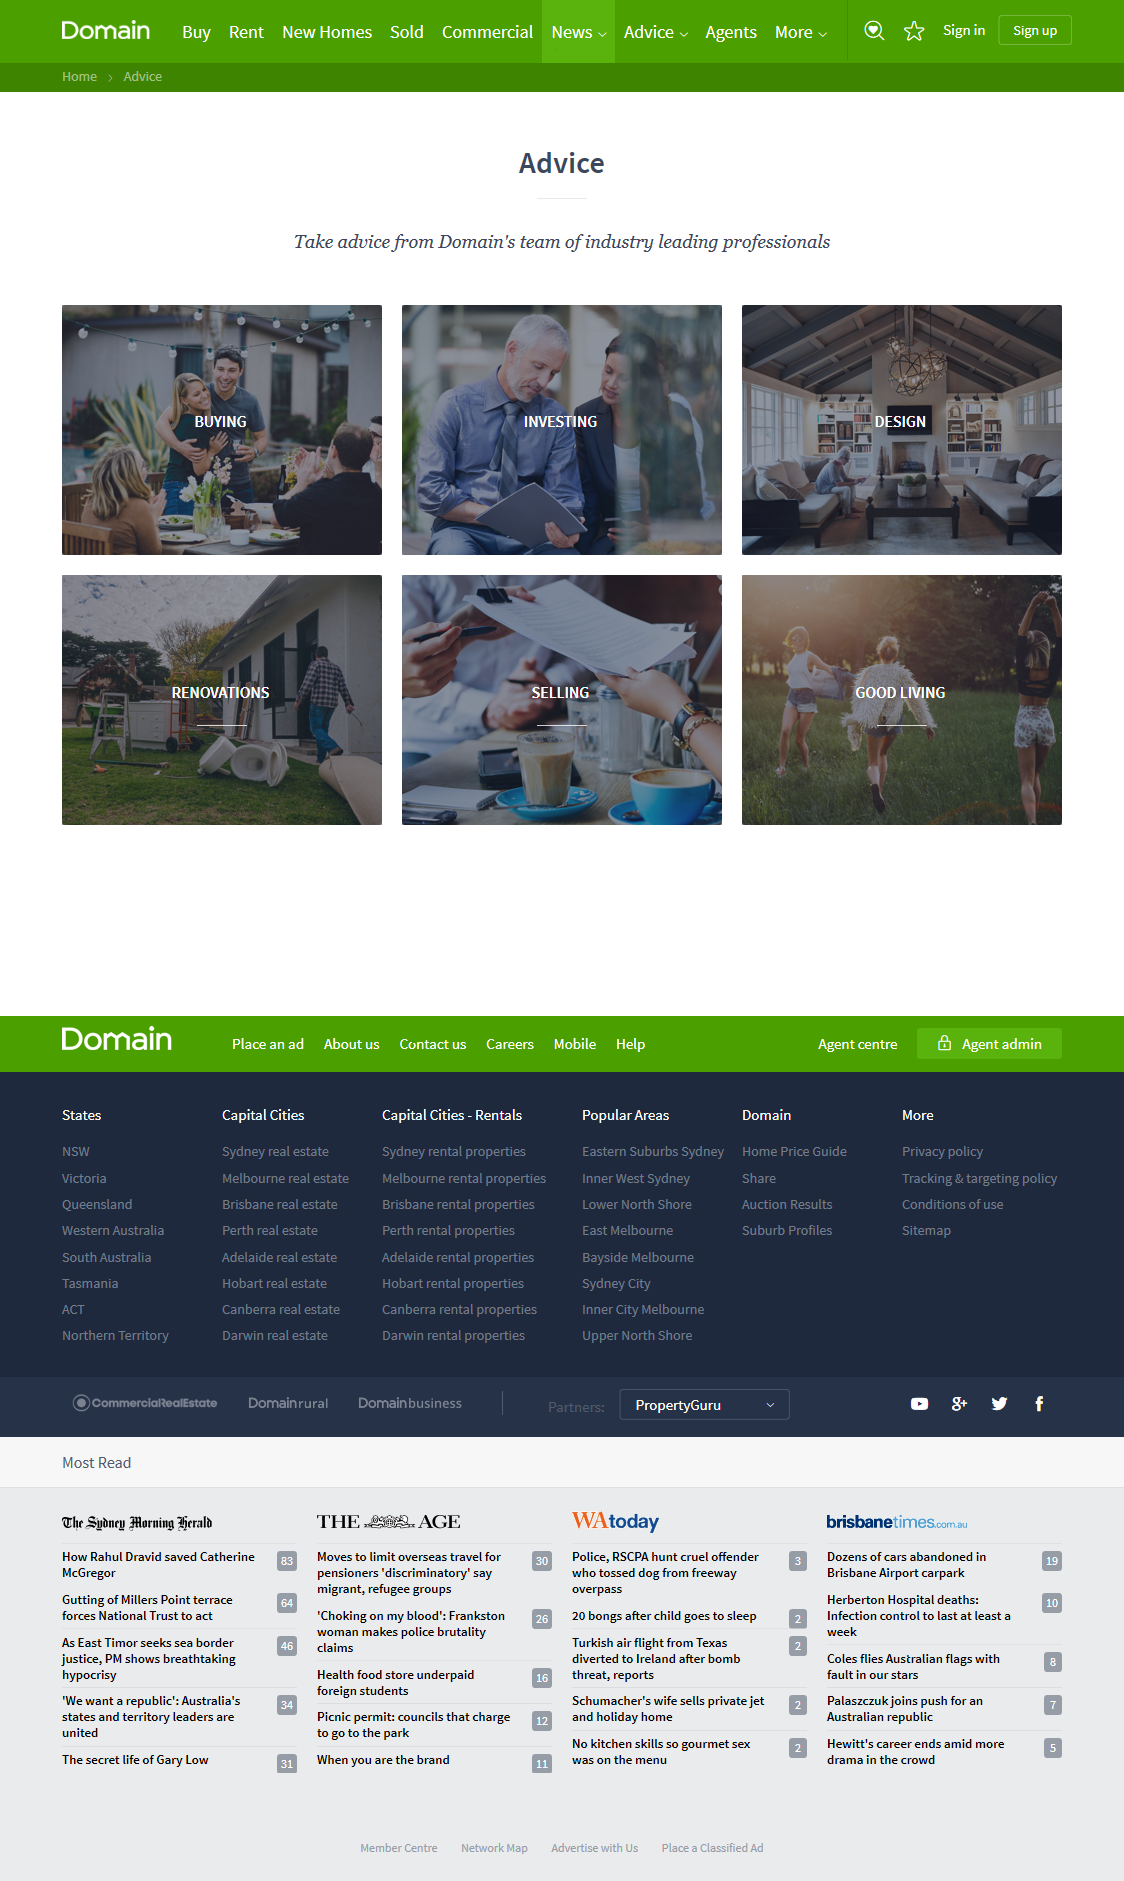 Domain
Buy Rent New Homes Sold Commercial News Advice Agents More Sign in Sign up
Home Advice
Advice
Take advice from Domain's team of industry leading professionals
BUYING
INVESTING
DESIGN
RENOVATIONS
SELLING
GOOD LIVING
Domain
Place an ad About us Contact us Careers Mobile Help Agent centre Agent admin
States
NSW
Victoria
Queensland
Western Australia
South Australia
Tasmania
ACT
Northern Territory
Capital Cities
Sydney real estate
Melbourne real estate
Brisbane real estate
Perth real estate
Adelaide real estate
Hobart real estate
Canberra real estate
Darwin real estate
Capital Cities - Rentals
Sydney rental properties
Melbourne rental properties
Brisbane rental properties
Perth rental properties
Adelaide rental properties
Hobart rental properties
Canberra rental properties
Darwin rental properties
Popular Areas
Eastern Suburbs Sydney
Inner West Sydney
Lower North Shore
East Melbourne
Bayside Melbourne
Sydney City
Inner City Melbourne
Upper North Shore
Domain
Home Price Guide
Share
Auction Results
Suburb Profiles
More
Privacy policy
Tracking & targeting policy
Conditions of use
Sitemap
CommercialRealEstate Domainrural Domainbusiness Partners: PropertyGuru
Most Read
The Sydney Morning Herald
How Rahul Dravid saved Catherine 83
McGregor
Gutting of Millers Point terrace 64
forces National Trust to act
As East Timor seeks sea border 46
justice, PM shows breathtaking
hypocrisy
'We want a republic': Australia's 34
states and territory leaders are
united
The secret life of Gary Low 31
THE AGE
Moves to limit overseas travel for 30
pensioners 'discriminatory' say
migrant, refugee groups
'Choking on my blood': Frankston 26
woman makes police brutality
claims
Health food store underpaid 16
foreign students
Picnic permit: councils that charge 12
to go to the park
When you are the brand 11
WAtoday
Police, RSCPA hunt cruel offender 3
who tossed dog from freeway
overpass
20 bongs after child goes to sleep 2
Turkish air flight from Texas 2
diverted to Ireland after bomb
threat, reports
Schumacher's wife sells private jet 2
and holiday home
No kitchen skills so gourmet sex 2
was on the menu
brisbanetimes.com.au
Dozens of cars abandoned in 19
Brisbane Airport carpark
Herberton Hospital deaths: 10
Infection control to last at least a
week
Coles flies Australian flags with 8
fault in our stars
Palaszczuk joins push for an 7
Australian republic
Hewitt's career ends amid more 5
drama in the crowd
Member Centre Network Map Advertise with Us Place a Classified Ad